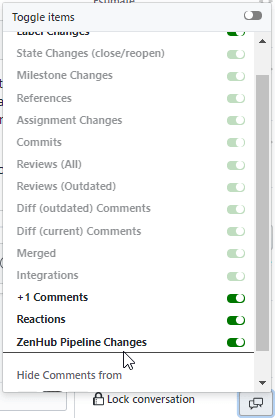 Estimate
Toggle items
Label Changes
State Changes (close/reopen)
Milestone Changes
References
Assignment Changes
Commits
Reviews (All)
Reviews (Outdated)
Diff (outdated) Comments
Diff (current) Comments
Merged
Integrations
+1 Comments
Reactions
ZenHub Pipeline Changes
Hide Comments from
Lock conversation